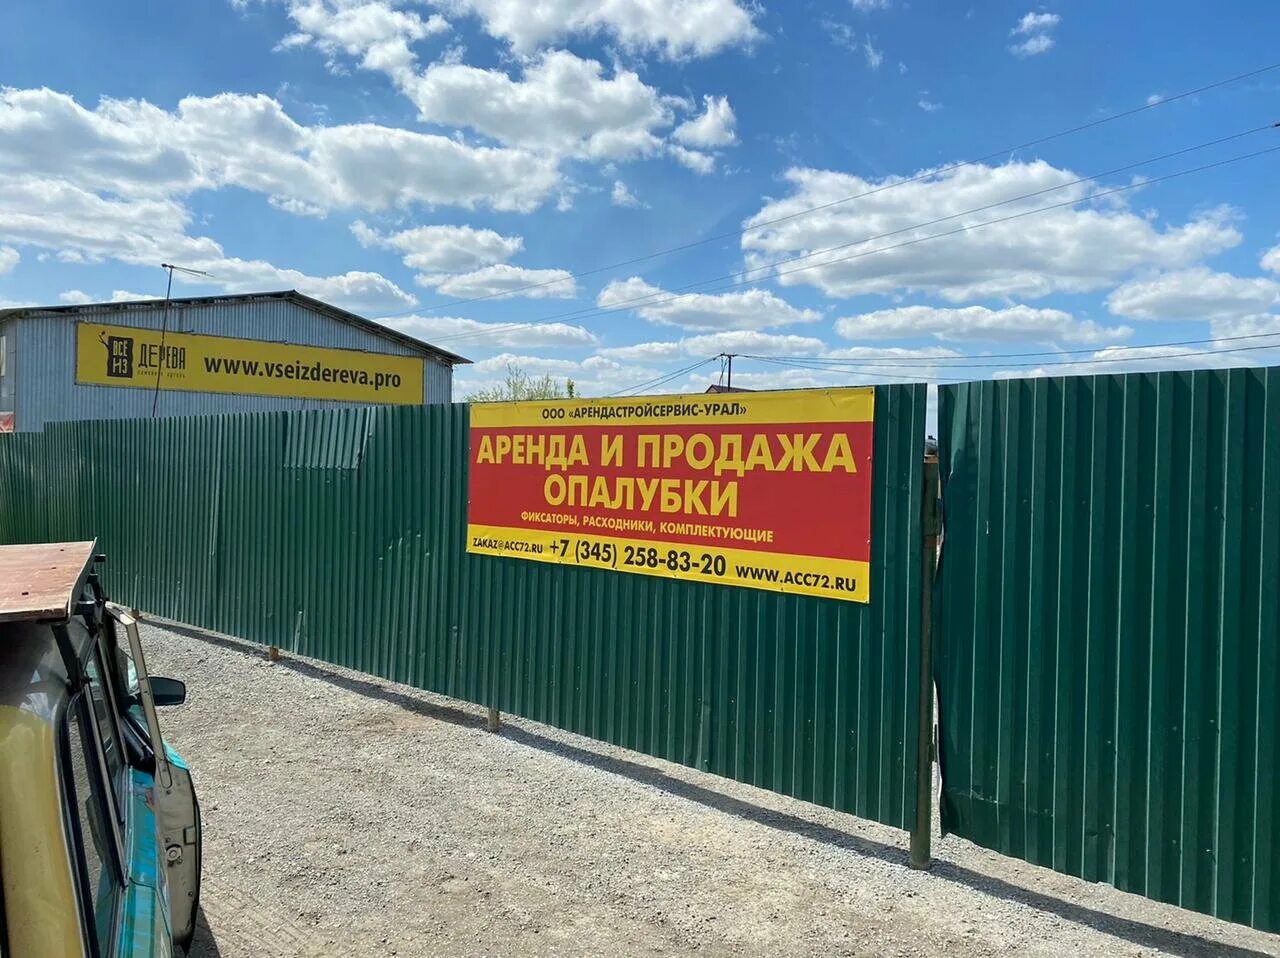 ВСЁ
ИЗ
ДЕРЕВА
www.vseizdereva.pro
ООО «АРЕНДАСТРОЙСЕРВИС-УРАЛ»
АРЕНДА И ПРОДАЖА
ОПАЛУБКИ
ФИКСАТОРЫ, РАСХОДНИКИ, КОМПЛЕКТУЮЩИЕ
ZAKAZ@ACC72.RU +7 (345) 258-83-20 WWW.ACC72.RU